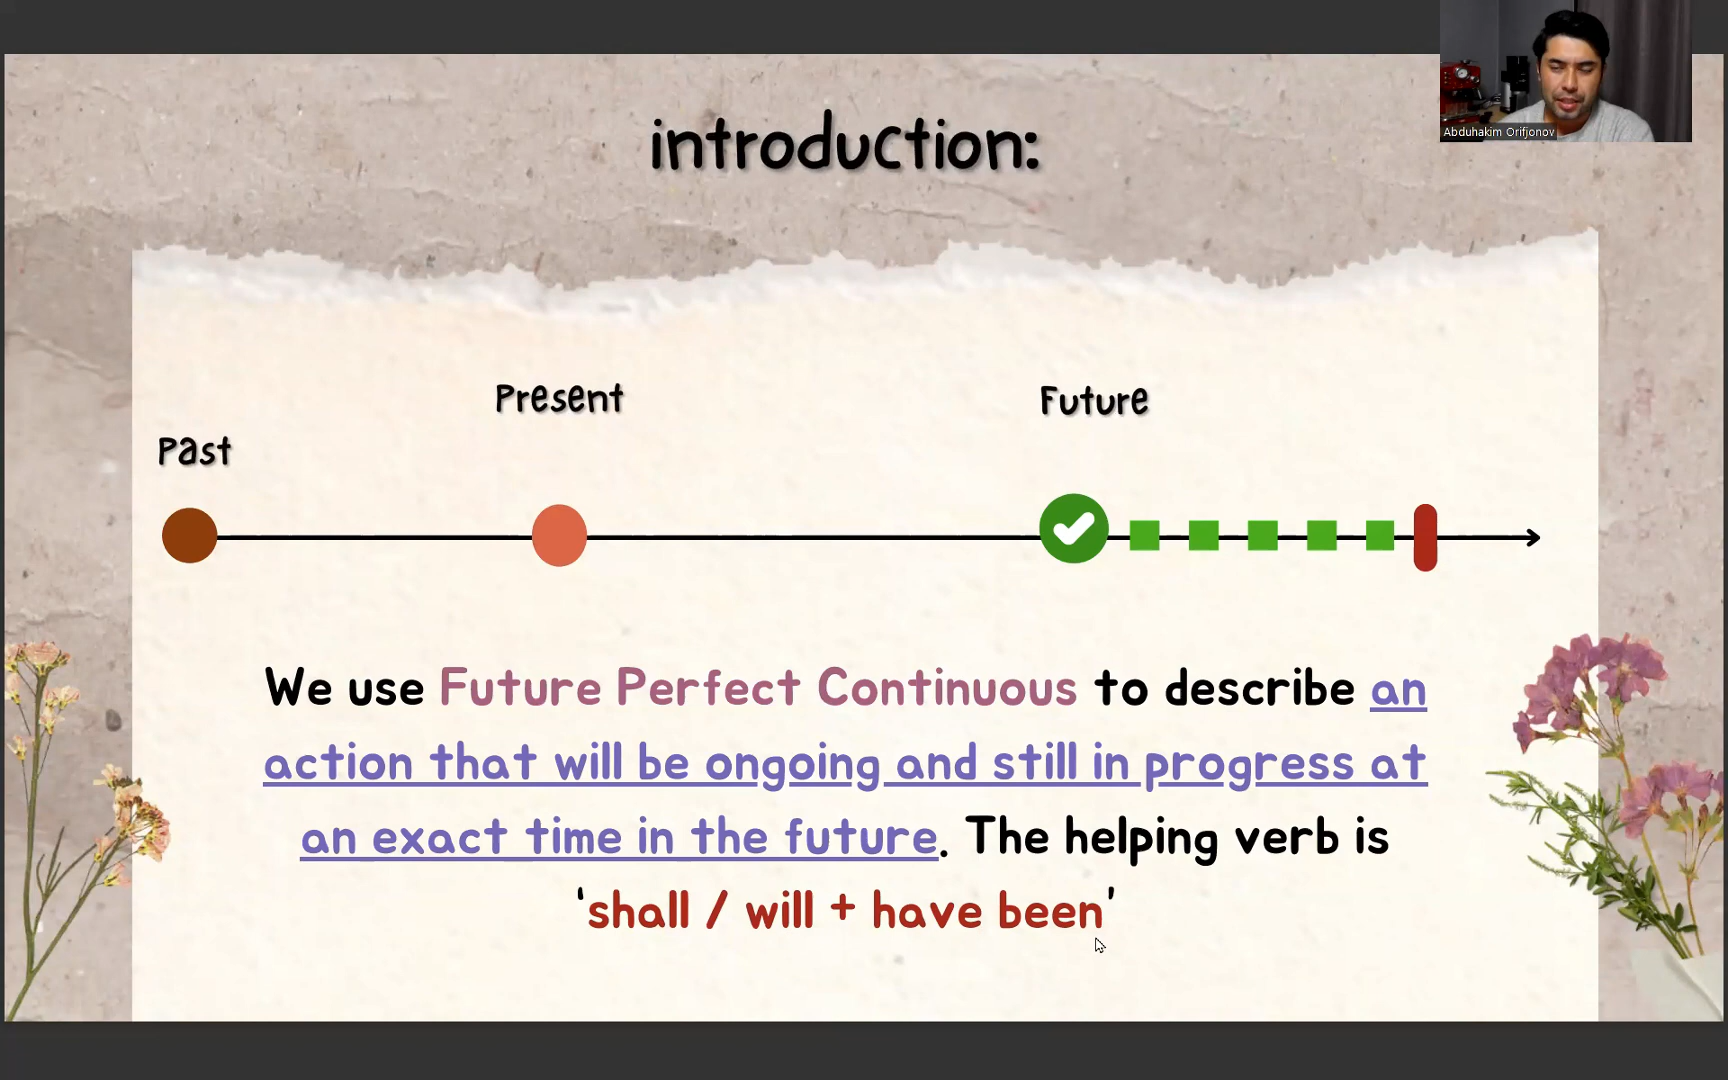 Abduhakim Orifjonov
introduction:
Present
Future
Past
We use Future Perfect Continuous to describe an
action that will be ongoing and still in progress at
an exact time in the future. The helping verb is
‘shall / will + have been’